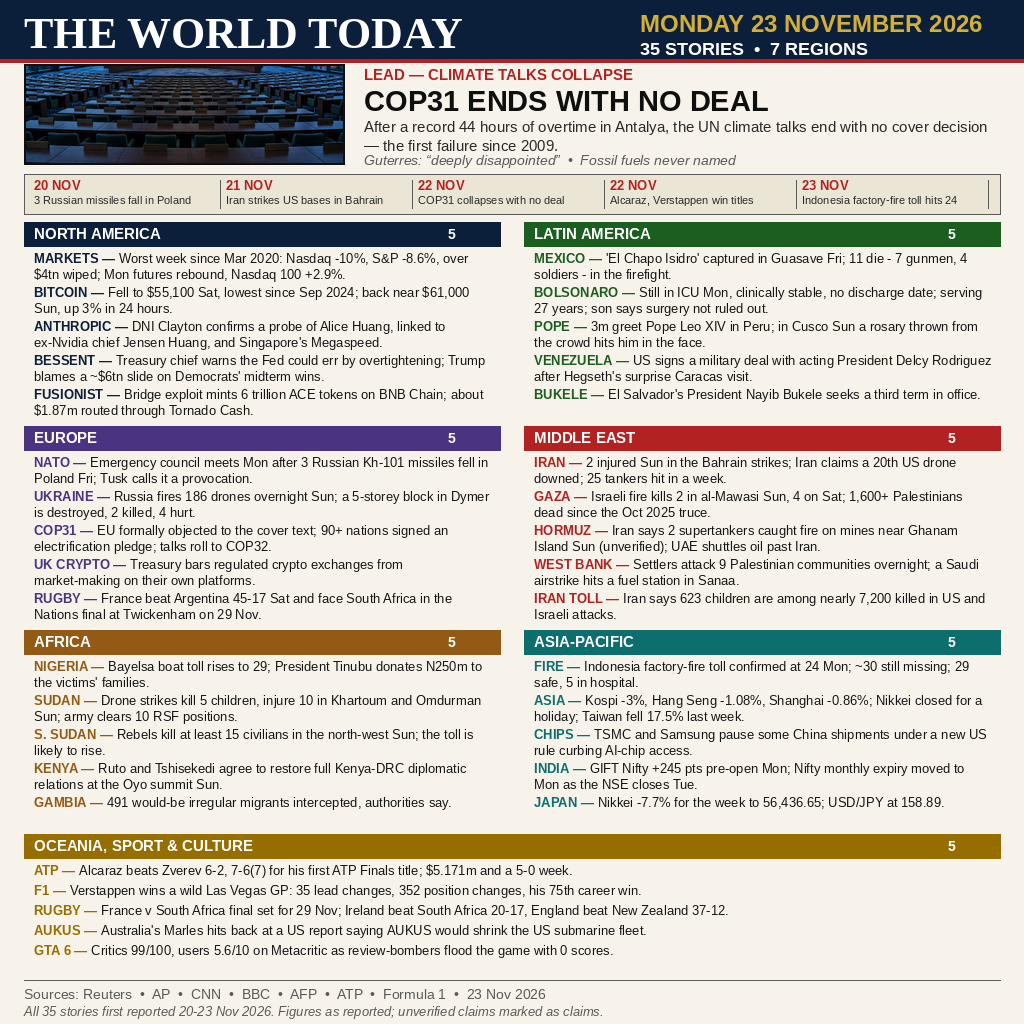 THE WORLD TODAY
MONDAY 23 NOVEMBER 2026
35 STORIES • 7 REGIONS
LEAD — CLIMATE TALKS COLLAPSE
COP31 ENDS WITH NO DEAL
After a record 44 hours of overtime in Antalya, the UN climate talks end with no cover decision
— the first failure since 2009.
Guterres: “deeply disappointed” • Fossil fuels never named
20 NOV
3 Russian missiles fall in Poland
21 NOV
Iran strikes US bases in Bahrain
22 NOV
COP31 collapses with no deal
22 NOV
Alcaraz, Verstappen win titles
23 NOV
Indonesia factory-fire toll hits 24
NORTH AMERICA 5
MARKETS — Worst week since Mar 2020: Nasdaq -10%, S&P -8.6%, over
$4tn wiped; Mon futures rebound, Nasdaq 100 +2.9%.
BITCOIN — Fell to $55,100 Sat, lowest since Sep 2024; back near $61,000
Sun, up 3% in 24 hours.
ANTHROPIC — DNI Clayton confirms a probe of Alice Huang, linked to
ex-Nvidia chief Jensen Huang, and Singapore's Megaspeed.
BESSENT — Treasury chief warns the Fed could err by overtightening; Trump
blames a ~$6tn slide on Democrats' midterm wins.
FUSIONIST — Bridge exploit mints 6 trillion ACE tokens on BNB Chain; about
$1.87m routed through Tornado Cash.
LATIN AMERICA 5
MEXICO — 'El Chapo Isidro' captured in Guasave Fri; 11 die - 7 gunmen, 4
soldiers - in the firefight.
BOLSONARO — Still in ICU Mon, clinically stable, no discharge date; serving
27 years; son says surgery not ruled out.
POPE — 3m greet Pope Leo XIV in Peru; in Cusco Sun a rosary thrown from
the crowd hits him in the face.
VENEZUELA — US signs a military deal with acting President Delcy Rodriguez
after Hegseth's surprise Caracas visit.
BUKELE — El Salvador's President Nayib Bukele seeks a third term in office.
EUROPE 5
NATO — Emergency council meets Mon after 3 Russian Kh-101 missiles fell in
Poland Fri; Tusk calls it a provocation.
UKRAINE — Russia fires 186 drones overnight Sun; a 5-storey block in Dymer
is destroyed, 2 killed, 4 hurt.
COP31 — EU formally objected to the cover text; 90+ nations signed an
electrification pledge; talks roll to COP32.
UK CRYPTO — Treasury bars regulated crypto exchanges from
market-making on their own platforms.
RUGBY — France beat Argentina 45-17 Sat and face South Africa in the
Nations final at Twickenham on 29 Nov.
MIDDLE EAST 5
IRAN — 2 injured Sun in the Bahrain strikes; Iran claims a 20th US drone
downed; 25 tankers hit in a week.
GAZA — Israeli fire kills 2 in al-Mawasi Sun, 4 on Sat; 1,600+ Palestinians
dead since the Oct 2025 truce.
HORMUZ — Iran says 2 supertankers caught fire on mines near Ghanam
Island Sun (unverified); UAE shuttles oil past Iran.
WEST BANK — Settlers attack 9 Palestinian communities overnight; a Saudi
airstrike hits a fuel station in Sanaa.
IRAN TOLL — Iran says 623 children are among nearly 7,200 killed in US and
Israeli attacks.
AFRICA 5
NIGERIA — Bayelsa boat toll rises to 29; President Tinubu donates N250m to
the victims' families.
SUDAN — Drone strikes kill 5 children, injure 10 in Khartoum and Omdurman
Sun; army clears 10 RSF positions.
S. SUDAN — Rebels kill at least 15 civilians in the north-west Sun; the toll is
likely to rise.
KENYA — Ruto and Tshisekedi agree to restore full Kenya-DRC diplomatic
relations at the Oyo summit Sun.
GAMBIA — 491 would-be irregular migrants intercepted, authorities say.
ASIA-PACIFIC 5
FIRE — Indonesia factory-fire toll confirmed at 24 Mon; ~30 still missing; 29
safe, 5 in hospital.
ASIA — Kospi -3%, Hang Seng -1.08%, Shanghai -0.86%; Nikkei closed for a
holiday; Taiwan fell 17.5% last week.
CHIPS — TSMC and Samsung pause some China shipments under a new US
rule curbing AI-chip access.
INDIA — GIFT Nifty +245 pts pre-open Mon; Nifty monthly expiry moved to
Mon as the NSE closes Tue.
JAPAN — Nikkei -7.7% for the week to 56,436.65; USD/JPY at 158.89.
OCEANIA, SPORT & CULTURE 5
ATP — Alcaraz beats Zverev 6-2, 7-6(7) for his first ATP Finals title; $5.171m and a 5-0 week.
F1 — Verstappen wins a wild Las Vegas GP: 35 lead changes, 352 position changes, his 75th career win.
RUGBY — France v South Africa final set for 29 Nov; Ireland beat South Africa 20-17, England beat New Zealand 37-12.
AUKUS — Australia's Marles hits back at a US report saying AUKUS would shrink the US submarine fleet.
GTA 6 — Critics 99/100, users 5.6/10 on Metacritic as review-bombers flood the game with 0 scores.
Sources: Reuters • AP • CNN • BBC • AFP • ATP • Formula 1 • 23 Nov 2026
All 35 stories first reported 20-23 Nov 2026. Figures as reported; unverified claims marked as claims.